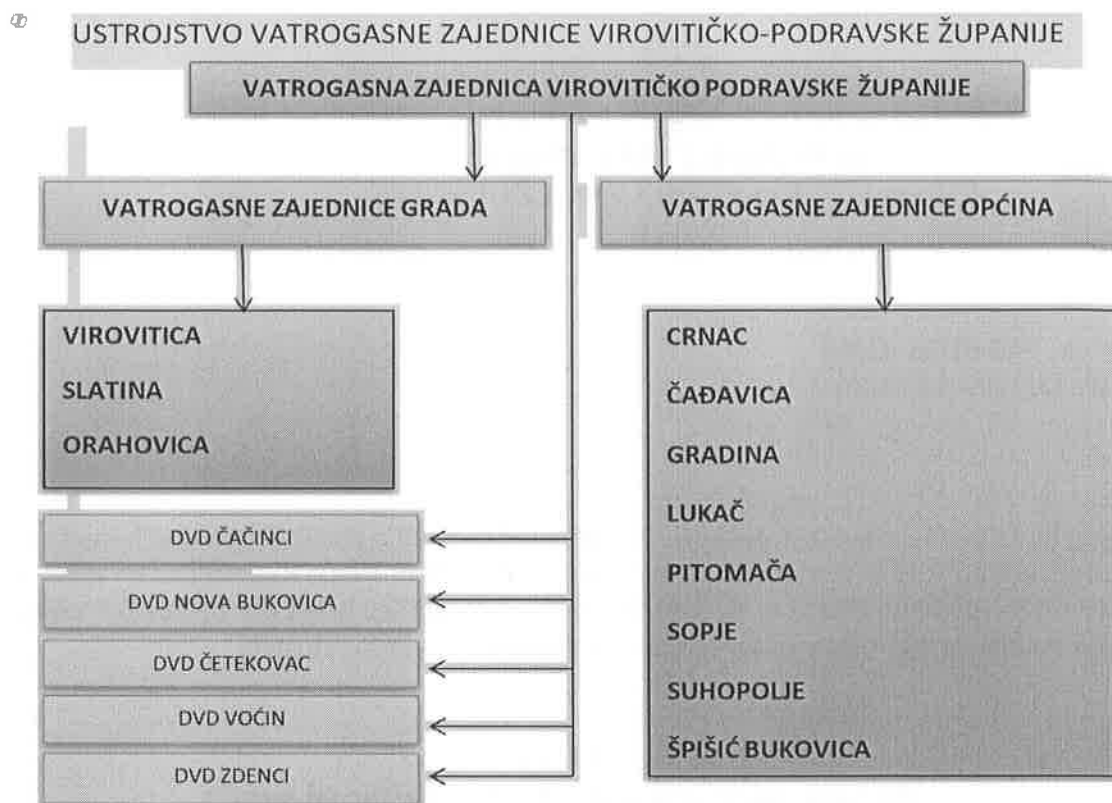 USTROJSTVO VATROGASNE ZAJEDNICE VIROVITIČKO-PODRAVSKE ŽUPANIJE
VATROGASNA ZAJEDNICA VIROVITIČKO PODRAVSKE ŽUPANIJE
VATROGASNE ZAJEDNICE GRADA
VATROGASNE ZAJEDNICE OPĆINA
VIROVITICA
SLATINA
ORAHOVICA
DVD ČAČINCI
DVD NOVA BUKOVICA
DVD ČETEKOVAC
DVD VOĆIN
DVD ZDENCI
CRNAC
ČAĐAVICA
GRADINA
LUKAČ
PITOMAČA
SOPJE
SUHOPOLJE
ŠPIŠIĆ BUKOVICA